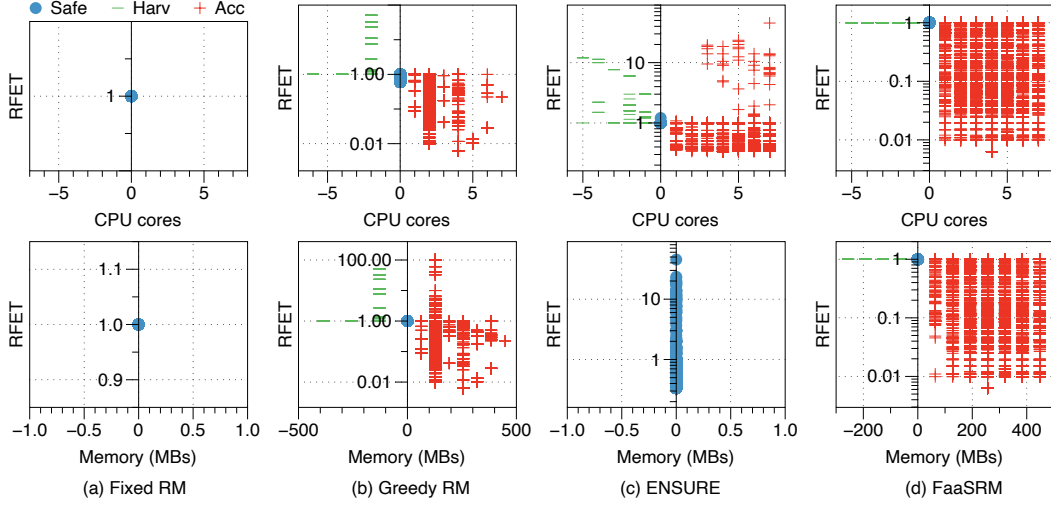 Safe Harv Acc
RFET
1
−5 0 5
CPU cores
RFET
1.00
0.01
−5 0 5
CPU cores
RFET
10
1
−5 0 5
CPU cores
RFET
1
0.1
0.01
−5 0 5
CPU cores
RFET
1.1
1.0
0.9
−1.0 −0.5 0 0.5 1.0
Memory (MBs)
RFET
100.00
1.00
0.01
−500 0 500
Memory (MBs)
RFET
10
1
−1.0 −0.5 0 0.5 1.0
Memory (MBs)
RFET
1
0.1
0.01
−200 0 200 400
Memory (MBs)
(a) Fixed RM
(b) Greedy RM
(c) ENSURE
(d) FaaSRM